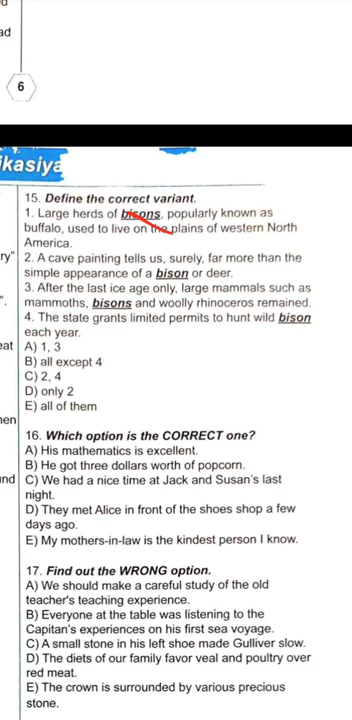 ad
6
ikasiya
15. Define the correct variant.
1. Large herds of bisons, popularly known as
buffalo, used to live on the plains of western North
America.
ry" 2. A cave painting tells us, surely, far more than the
simple appearance of a bison or deer.
3. After the last ice age only, large mammals such as
". mammoths, bisons and woolly rhinoceros remained.
4. The state grants limited permits to hunt wild bison
each year.
eat A) 1, 3
B) all except 4
C) 2, 4
D) only 2
E) all of them
nen
16. Which option is the CORRECT one?
A) His mathematics is excellent.
B) He got three dollars worth of popcorn.
und C) We had a nice time at Jack and Susan's last
night.
D) They met Alice in front of the shoes shop a few
days ago.
E) My mothers-in-law is the kindest person I know.
17. Find out the WRONG option.
A) We should make a careful study of the old
teacher's teaching experience.
B) Everyone at the table was listening to the
Capitan's experiences on his first sea voyage.
C) A small stone in his left shoe made Gulliver slow.
D) The diets of our family favor veal and poultry over
red meat.
E) The crown is surrounded by various precious
stone.